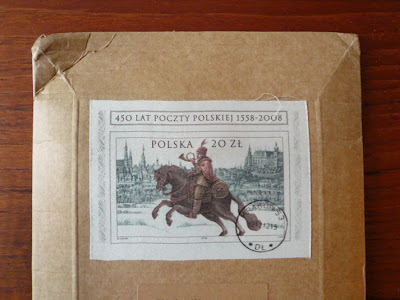 450 LAT POCZTY POLSKIEJ 1558-2008
POLSKA 20 ZŁ